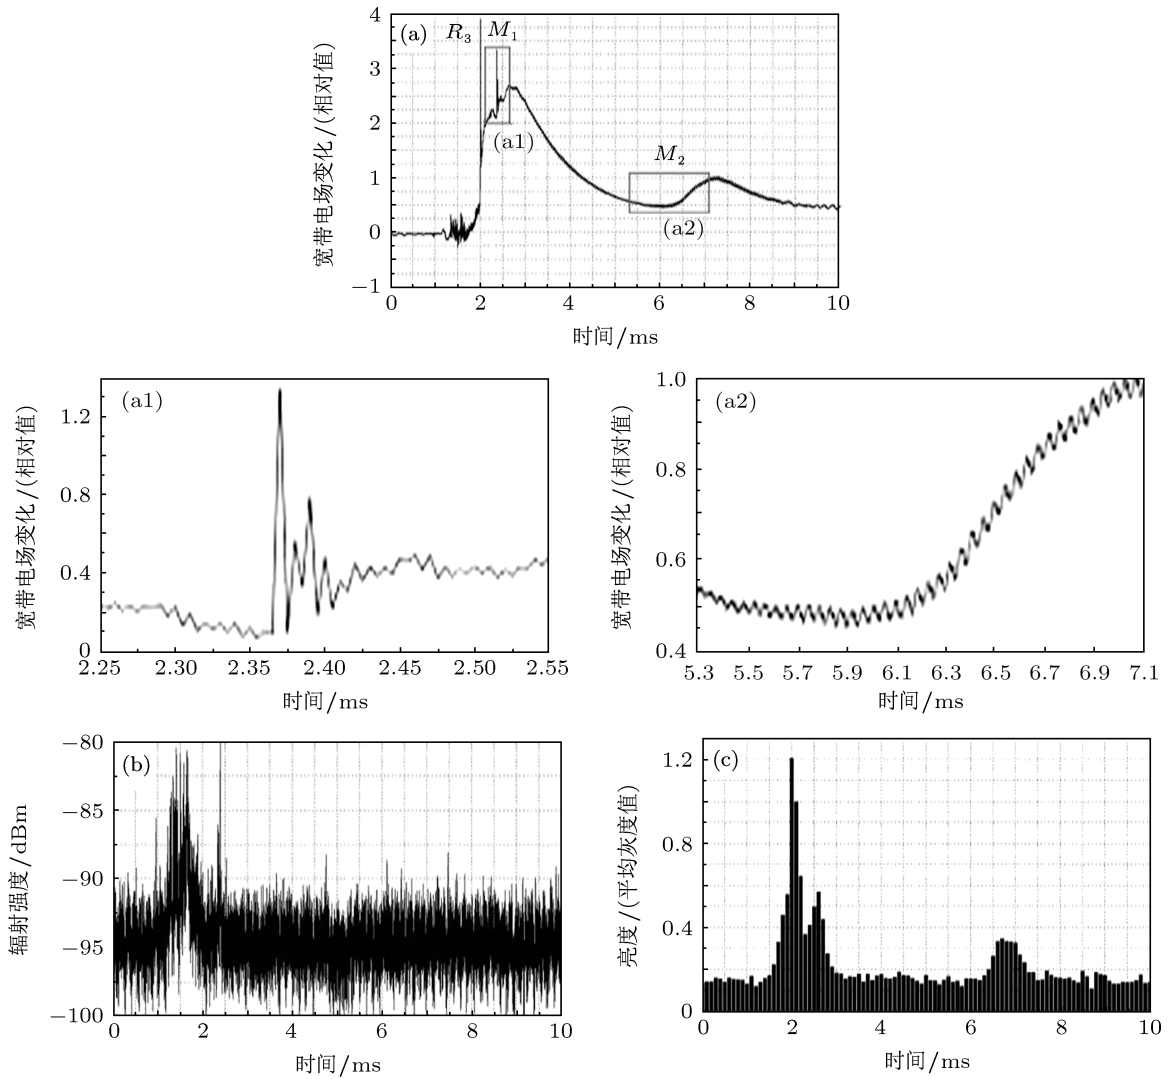 4
3
2
1
0
−1
宽带电场变化/(相对值)
(a) R3 M1
(a1)
M2
(a2)
0 2 4 6 8 10
时间/ms
1.2
0.8
0.4
0
宽带电场变化/(相对值)
(a1)
2.25 2.30 2.35 2.40 2.45 2.50 2.55
时间/ms
1.0
0.8
0.6
0.4
宽带电场变化/(相对值)
(a2)
5.3 5.5 5.7 5.9 6.1 6.3 6.5 6.7 6.9 7.1
时间/ms
−80
−85
−90
−95
−100
辐射强度/dBm
(b)
0 2 4 6 8 10
时间/ms
1.2
0.8
0.4
0
亮度/(平均灰度值)
(c)
0 2 4 6 8 10
时间/ms